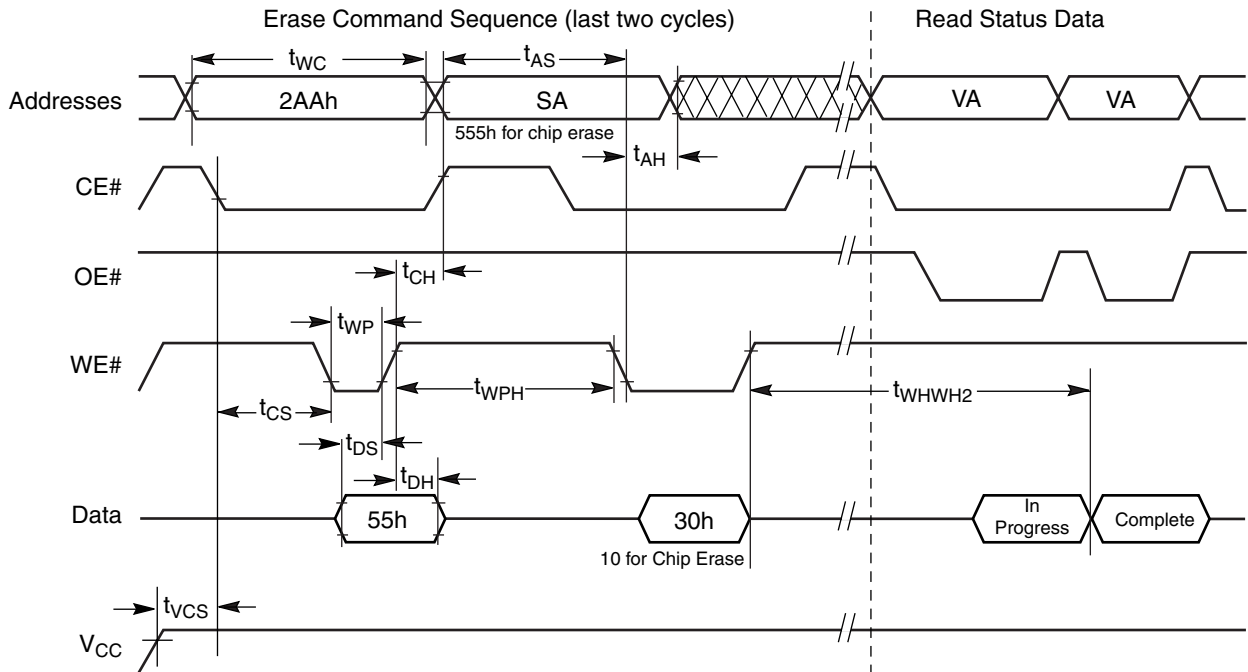 Erase Command Sequence (last two cycles)
Read Status Data
tWC
tAS
Addresses
2AAh
SA
VA
VA
555h for chip erase
tAH
CE#
OE#
tCH
tWP
WE#
tWPH
tWHWH2
tCS
tDS
tDH
Data
55h
30h
In
Progress
Complete
10 for Chip Erase
tVCS
VCC